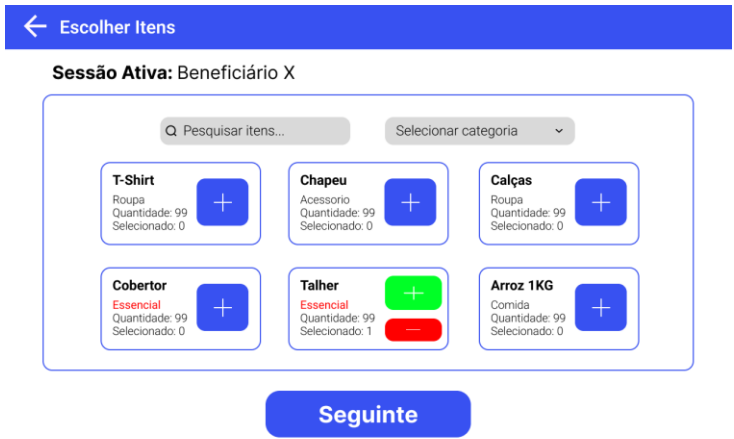 Escolher Itens
Sessão Ativa: Beneficiário X
Pesquisar itens...
Selecionar categoria
T-Shirt
Roupa
Quantidade: 99
Selecionado: 0
Chapeu
Acessorio
Quantidade: 99
Selecionado: 0
Calças
Roupa
Quantidade: 99
Selecionado: 0
Cobertor
Essencial
Quantidade: 99
Selecionado: 0
Talher
Essencial
Quantidade: 99
Selecionado: 1
Arroz 1KG
Comida
Quantidade: 99
Selecionado: 0
Seguinte